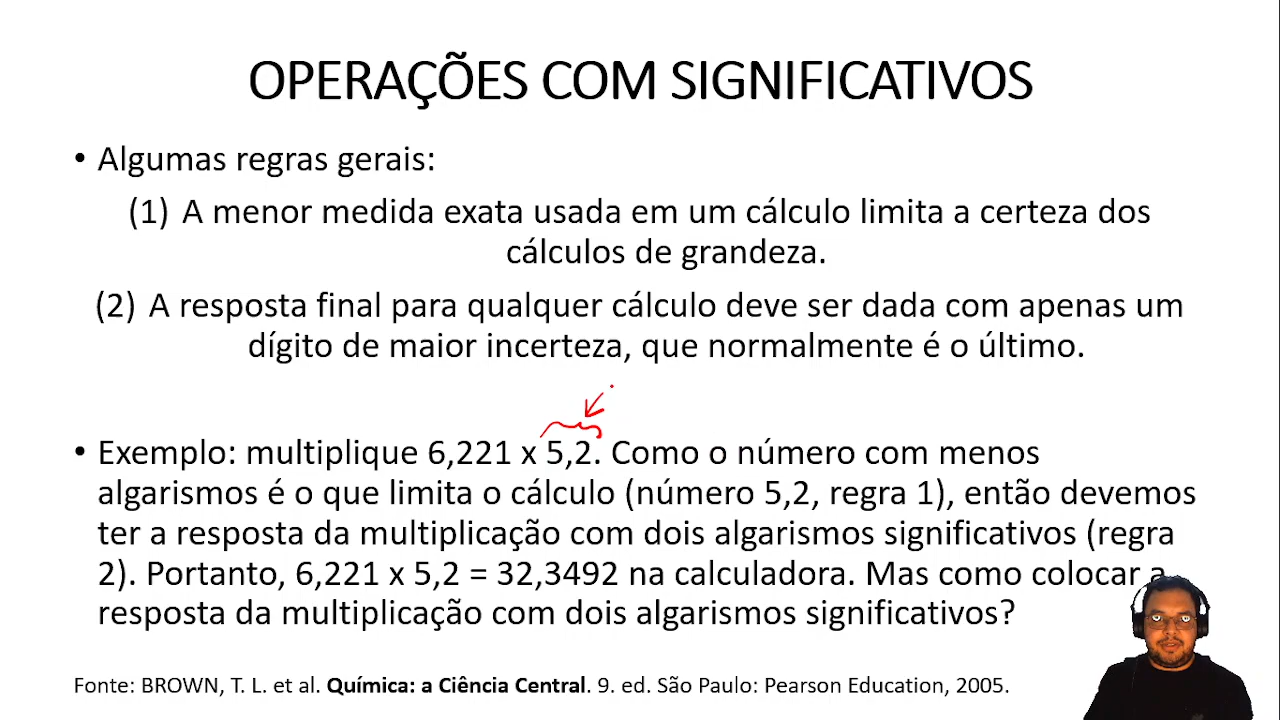 OPERAÇÕES COM SIGNIFICATIVOS
• Algumas regras gerais:
(1) A menor medida exata usada em um cálculo limita a certeza dos
cálculos de grandeza.
(2) A resposta final para qualquer cálculo deve ser dada com apenas um
dígito de maior incerteza, que normalmente é o último.
• Exemplo: multiplique 6,221 x 5,2. Como o número com menos
algarismos é o que limita o cálculo (número 5,2, regra 1), então devemos
ter a resposta da multiplicação com dois algarismos significativos (regra
2). Portanto, 6,221 x 5,2 = 32,3492 na calculadora. Mas como colocar a
resposta da multiplicação com dois algarismos significativos?
Fonte: BROWN, T. L. et al. Química: a Ciência Central. 9. ed. São Paulo: Pearson Education, 2005.